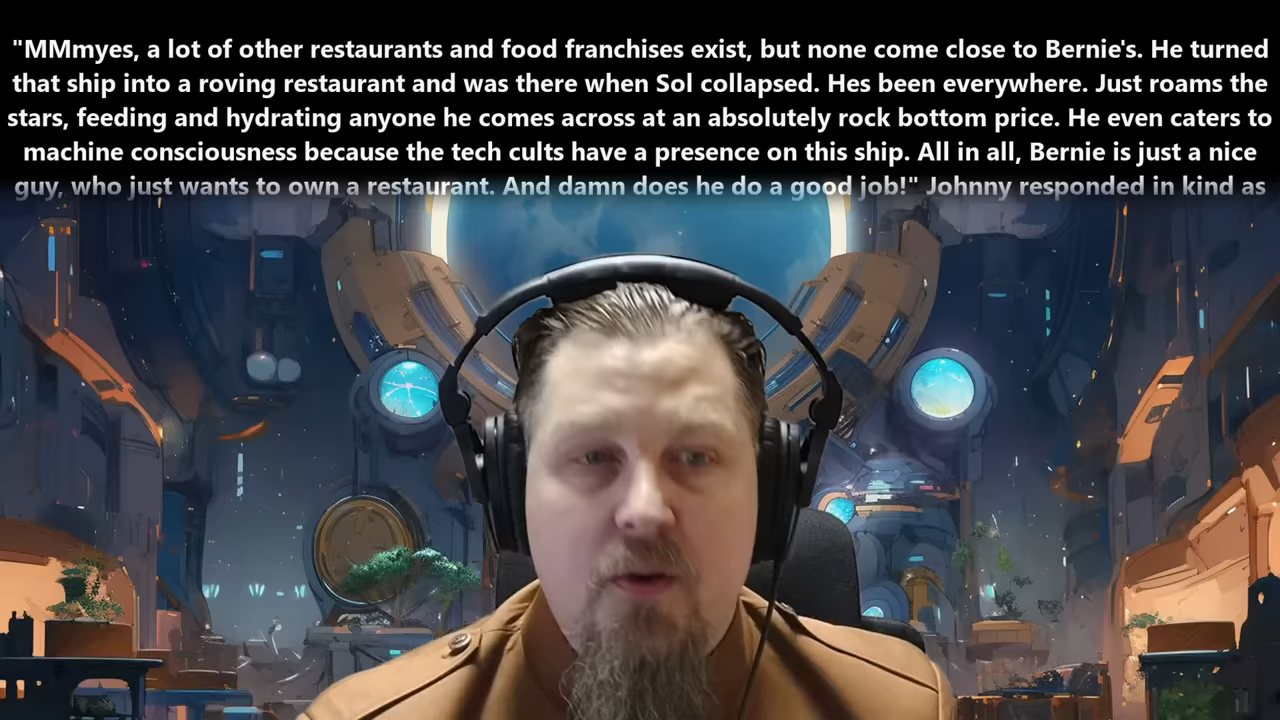 "MMmyes, a lot of other restaurants and food franchises exist, but none come close to Bernie's. He turned
that ship into a roving restaurant and was there when Sol collapsed. Hes been everywhere. Just roams the
stars, feeding and hydrating anyone he comes across at an absolutely rock bottom price. He even caters to
machine consciousness because the tech cults have a presence on this ship. All in all, Bernie is just a nice
guy, who just wants to own a restaurant. And damn does he do a good job!" Johnny responded in kind as